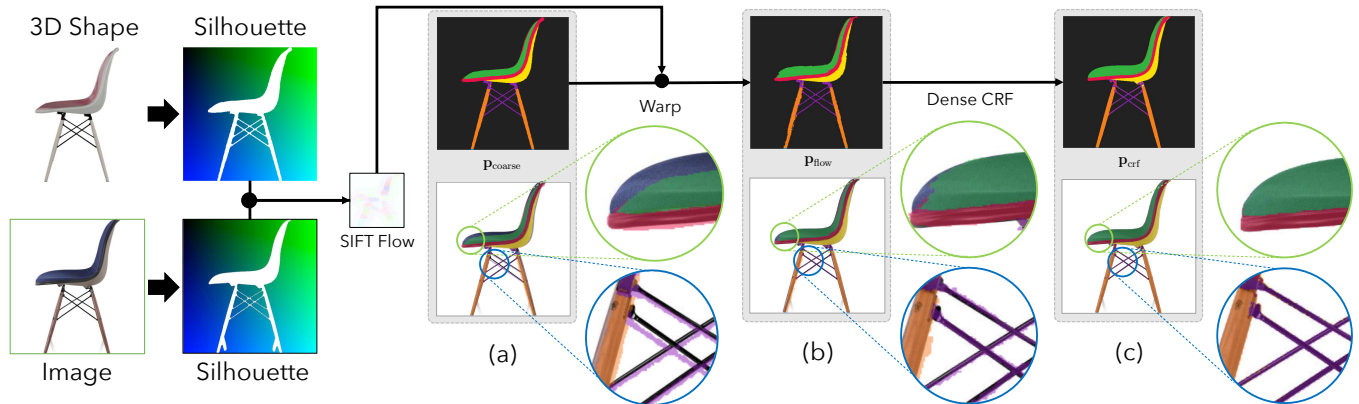 3D Shape
Silhouette
Warp
Dense CRF
p_coarse
p_flow
p_crf
SIFT Flow
Image
Silhouette
(a)
(b)
(c)